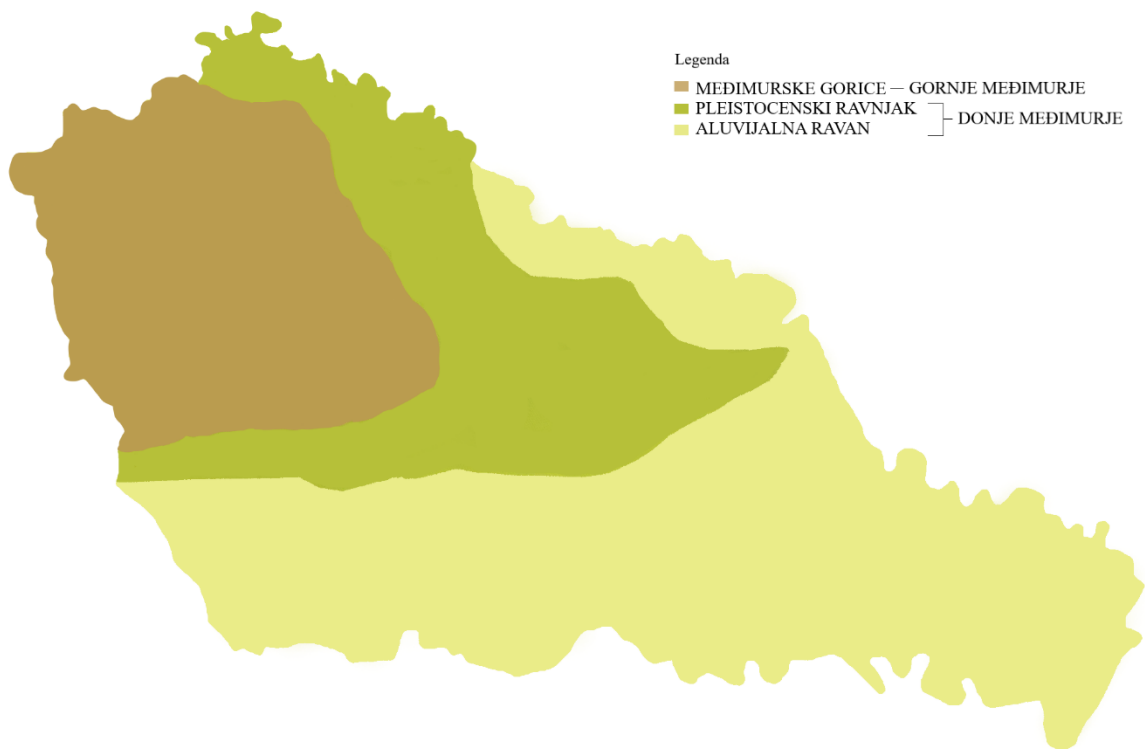 Legenda
MEĐIMURSKE GORICE — GORNJE MEĐIMURJE
PLEISTOCENSKI RAVNJAK
DONJE MEĐIMURJE
ALUVIJALNA RAVAN